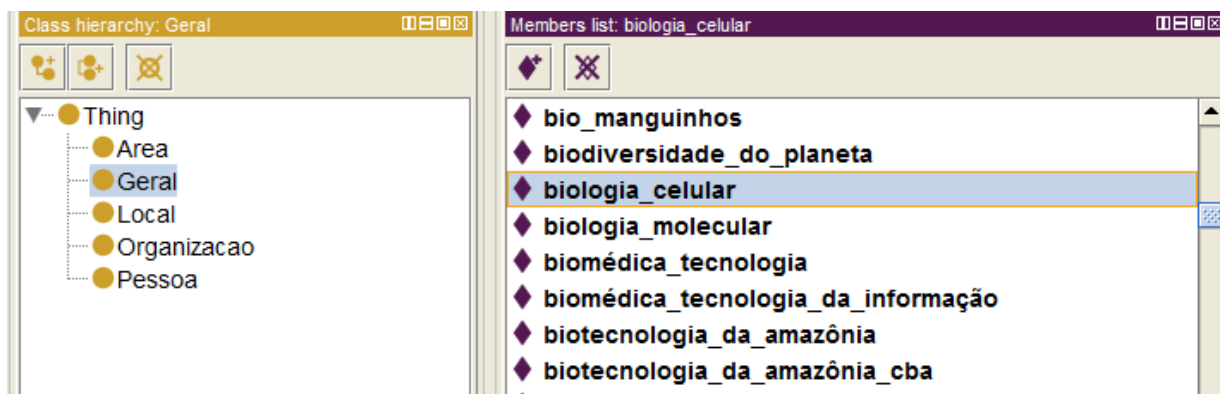 Class hierarchy: Geral
Thing
Area
Geral
Local
Organizacao
Pessoa
Members list: biologia_celular
bio_manguinhos
biodiversidade_do_planeta
biologia_celular
biologia_molecular
biomédica_tecnologia
biomédica_tecnologia_da_informação
biotecnologia_da_amazônia
biotecnologia_da_amazônia_cba